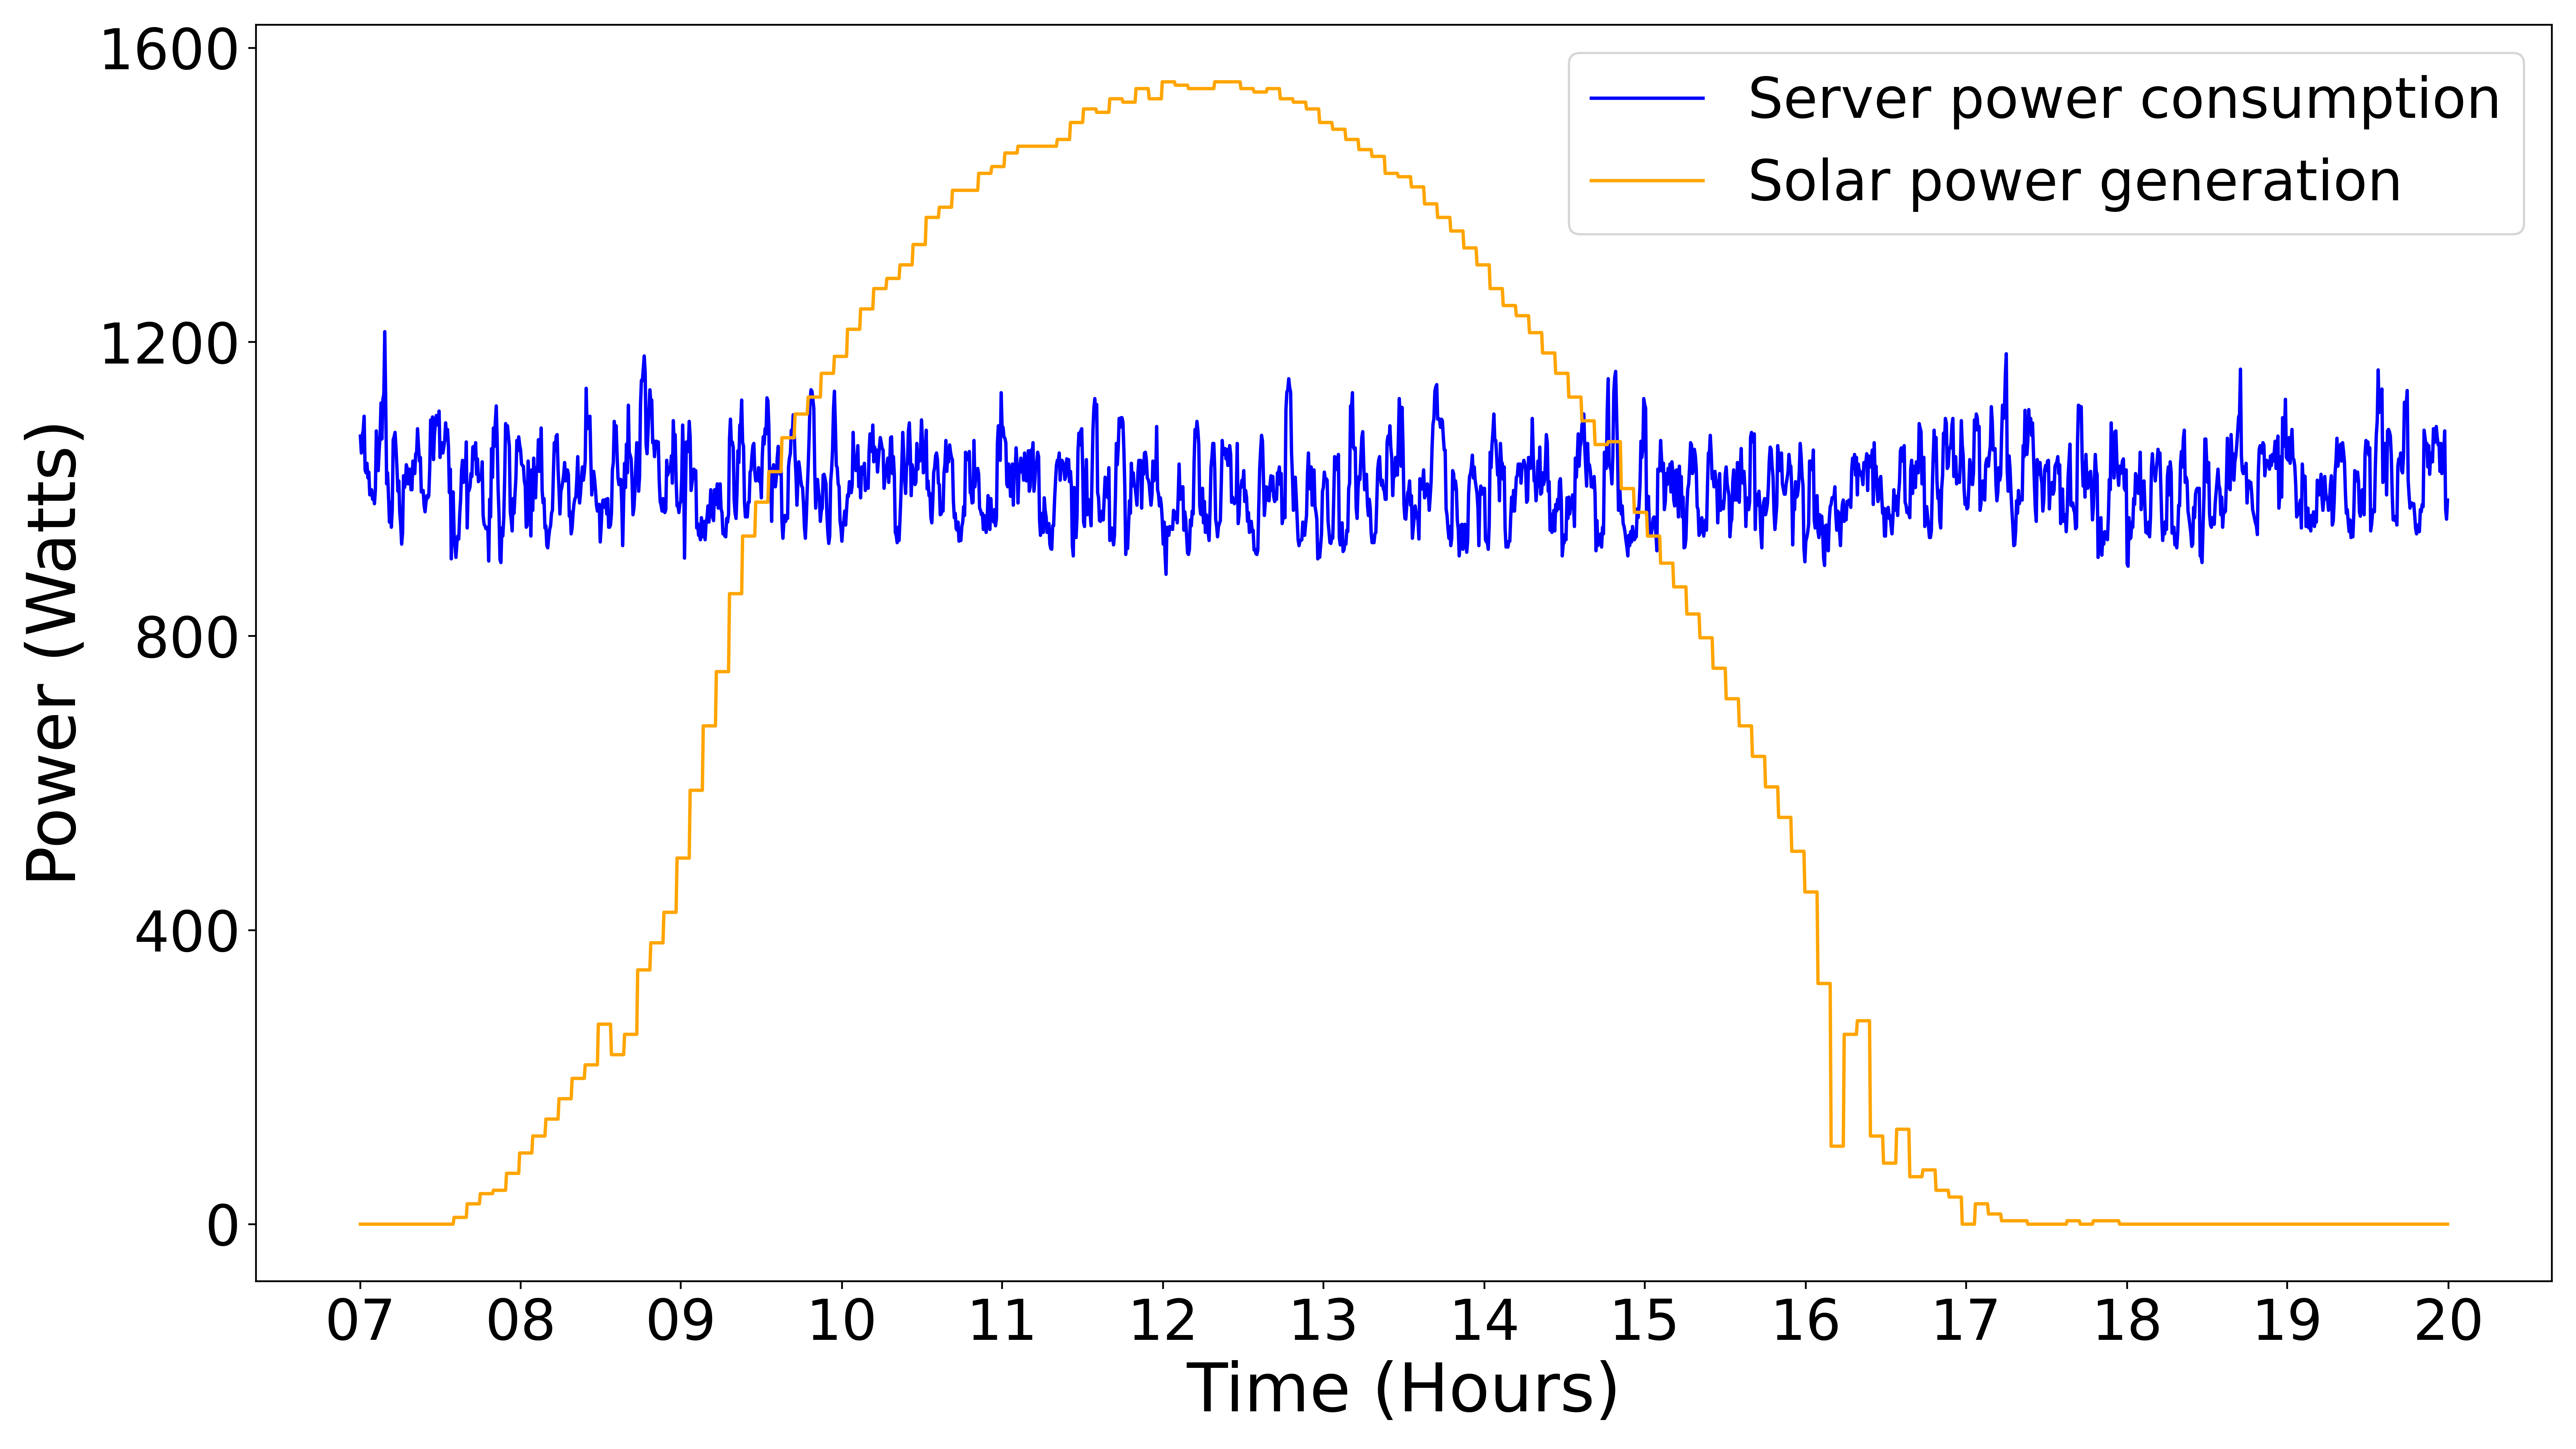 1600
1200
800
400
0
Power (Watts)
Server power consumption
Solar power generation
07 08 09 10 11 12 13 14 15 16 17 18 19 20
Time (Hours)